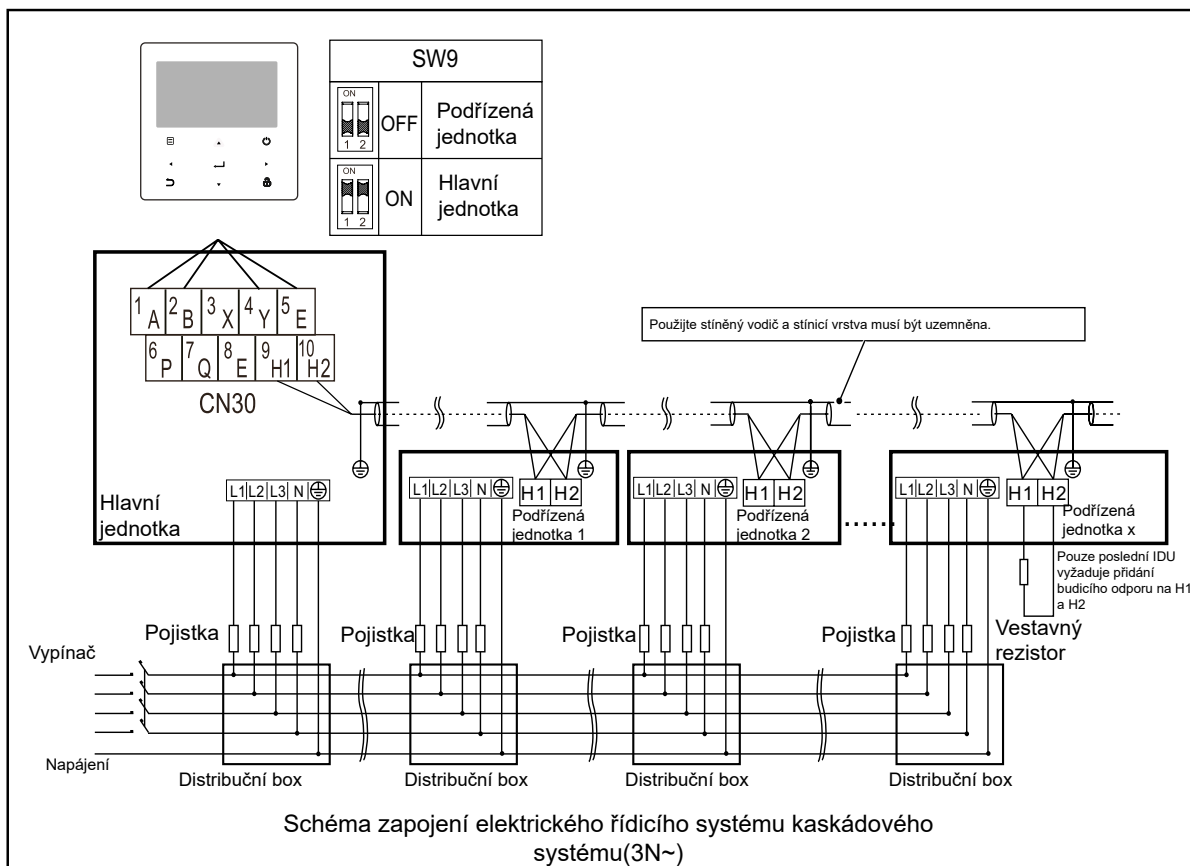 SW9
ON
1 2
OFF
Podřízená
jednotka
ON
1 2
ON
Hlavní
jednotka
1 A 2 B 3 X 4 Y 5 E
6 P 7 Q 8 E 9 H1 10 H2
CN30
Použijte stíněný vodič a stínicí vrstva musí být uzemněna.
Hlavní
jednotka
L1 L2 L3 N
L1 L2 L3 N
H1 H2
Podřízená
jednotka 1
L1 L2 L3 N
H1 H2
Podřízená
jednotka 2
L1 L2 L3 N
H1 H2
Podřízená
jednotka x
Pouze poslední IDU
vyžaduje přidání
budicího odporu na H1
a H2
Vestavný
rezistor
Pojistka
Pojistka
Pojistka
Pojistka
Vypínač
Napájení
Distribuční box
Distribuční box
Distribuční box
Distribuční box
Schéma zapojení elektrického řídicího systému kaskádového
systému(3N~)